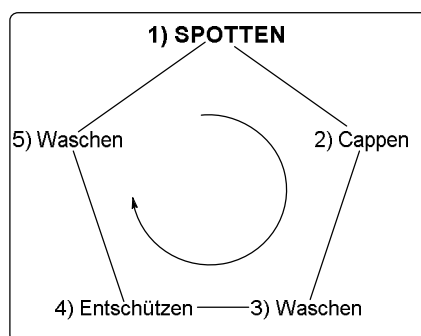 1) SPOTTEN
5) Waschen
2) Cappen
4) Entschützen
3) Waschen